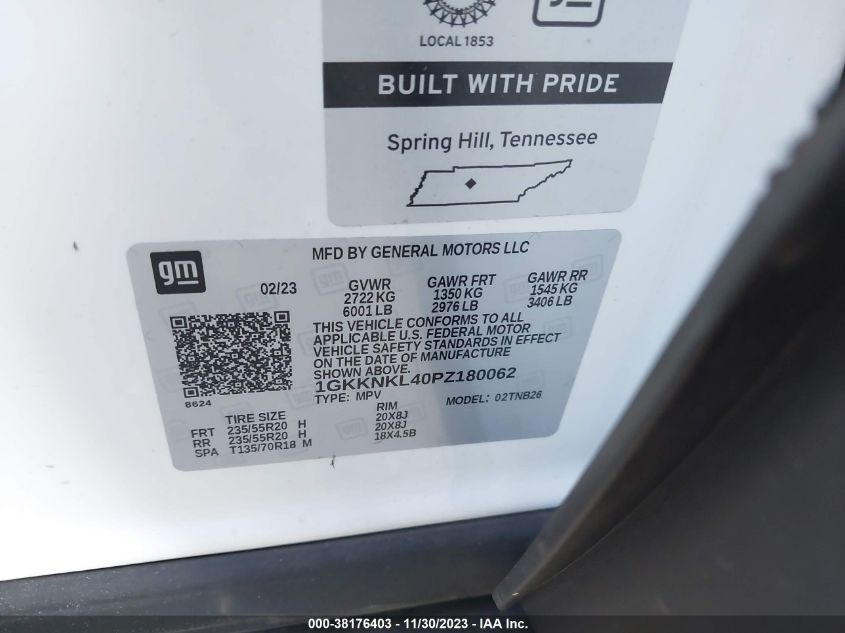 LOCAL 1853
BUILT WITH PRIDE
Spring Hill, Tennessee
gm
MFD BY GENERAL MOTORS LLC
02/23
GVWR
2722 KG
6001 LB
GAWR FRT
1350 KG
2976 LB
GAWR RR
1545 KG
3406 LB
THIS VEHICLE CONFORMS TO ALL
APPLICABLE U.S. FEDERAL MOTOR
VEHICLE SAFETY STANDARDS IN EFFECT
ON THE DATE OF MANUFACTURE
SHOWN ABOVE.
1GKKNKL40PZ180062
TYPE: MPV
MODEL: 02TNB26
8624
TIRE SIZE RIM
FRT 235/55R20 H 20X8J
RR 235/55R20 H 20X8J
SPA T135/70R18 M 18X4.5B
000-38176403 - 11/30/2023 - IAA Inc.